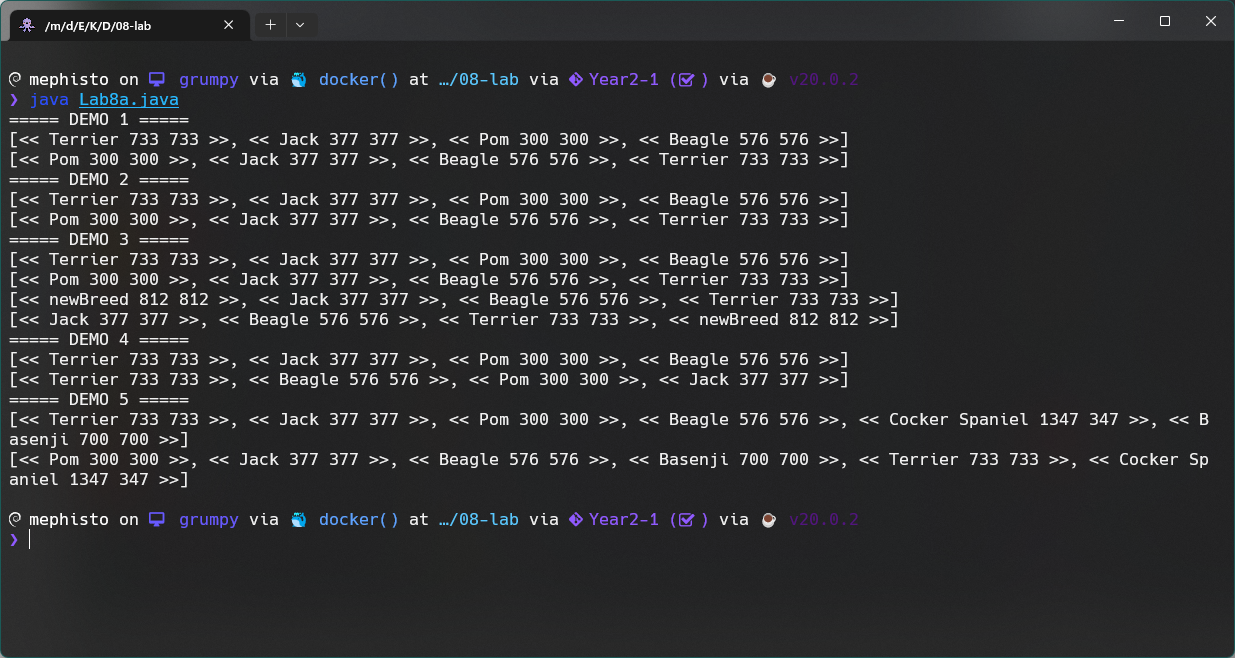 /m/d/E/K/D/08-lab
mephisto on grumpy via docker() at …/08-lab via Year2-1 () via v20.0.2
❯ java Lab8a.java
===== DEMO 1 =====
[<< Terrier 733 733 >>, << Jack 377 377 >>, << Pom 300 300 >>, << Beagle 576 576 >>]
[<< Pom 300 300 >>, << Jack 377 377 >>, << Beagle 576 576 >>, << Terrier 733 733 >>]
===== DEMO 2 =====
[<< Terrier 733 733 >>, << Jack 377 377 >>, << Pom 300 300 >>, << Beagle 576 576 >>]
[<< Pom 300 300 >>, << Jack 377 377 >>, << Beagle 576 576 >>, << Terrier 733 733 >>]
===== DEMO 3 =====
[<< Terrier 733 733 >>, << Jack 377 377 >>, << Pom 300 300 >>, << Beagle 576 576 >>]
[<< Pom 300 300 >>, << Jack 377 377 >>, << Beagle 576 576 >>, << Terrier 733 733 >>]
[<< newBreed 812 812 >>, << Jack 377 377 >>, << Beagle 576 576 >>, << Terrier 733 733 >>]
[<< Jack 377 377 >>, << Beagle 576 576 >>, << Terrier 733 733 >>, << newBreed 812 812 >>]
===== DEMO 4 =====
[<< Terrier 733 733 >>, << Jack 377 377 >>, << Pom 300 300 >>, << Beagle 576 576 >>]
[<< Terrier 733 733 >>, << Beagle 576 576 >>, << Pom 300 300 >>, << Jack 377 377 >>]
===== DEMO 5 =====
[<< Terrier 733 733 >>, << Jack 377 377 >>, << Pom 300 300 >>, << Beagle 576 576 >>, << Cocker Spaniel 1347 347 >>, << B
asenji 700 700 >>]
[<< Pom 300 300 >>, << Jack 377 377 >>, << Beagle 576 576 >>, << Basenji 700 700 >>, << Terrier 733 733 >>, << Cocker Sp
aniel 1347 347 >>]
mephisto on grumpy via docker() at …/08-lab via Year2-1 () via v20.0.2
❯